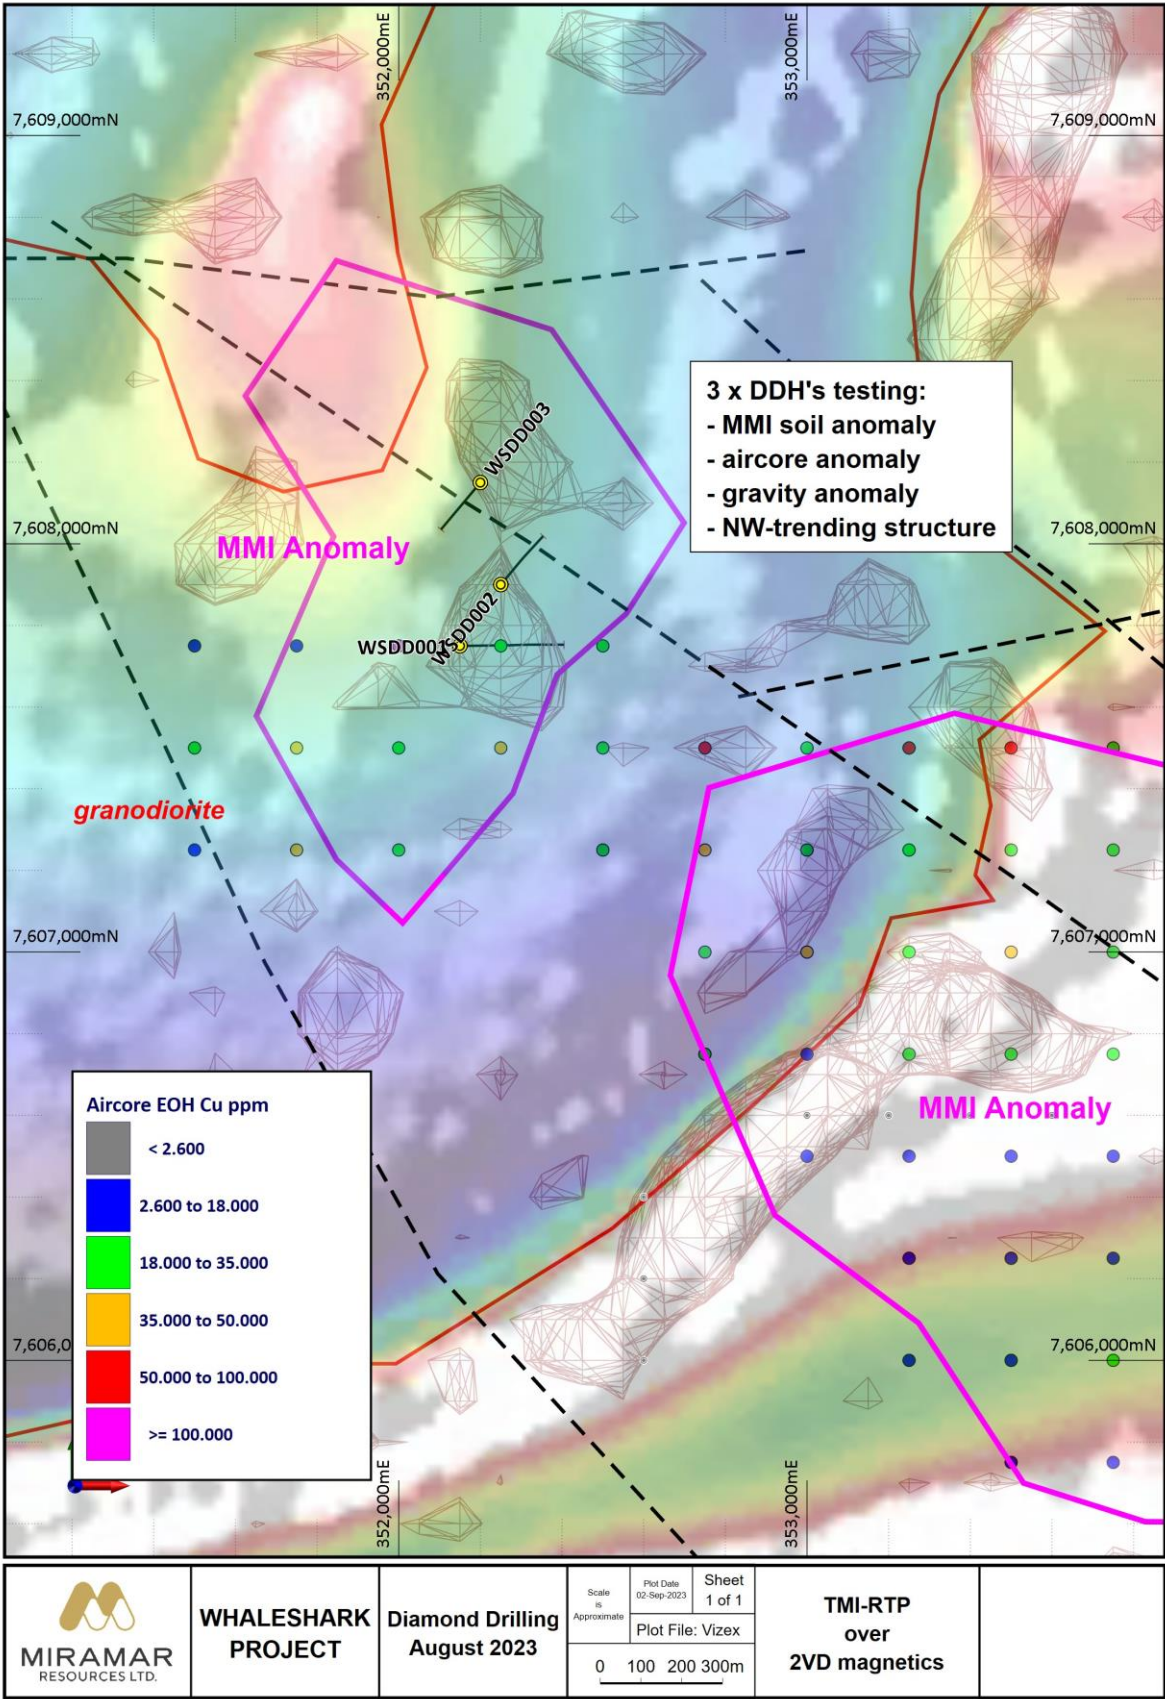 352,000mE
353,000mE
7,609,000mN
7,609,000mN
3 x DDH's testing:
- MMI soil anomaly
- aircore anomaly
- gravity anomaly
- NW-trending structure
WSDD003
7,608,000mN
7,608,000mN
MMI Anomaly
WSDD002
WSDD001
granodiorite
7,607,000mN
7,607,000mN
MMI Anomaly
Aircore EOH Cu ppm
< 2.600
2.600 to 18.000
18.000 to 35.000
35.000 to 50.000
50.000 to 100.000
>= 100.000
7,606,0
7,606,000mN
352,000mE
353,000mE
MIRAMAR
RESOURCES LTD.
WHALESHARK
PROJECT
Diamond Drilling
August 2023
Scale
is
Approximate
Plot Date
02-Sep-2023
Sheet
1 of 1
Plot File: Vizex
0 100 200 300m
TMI-RTP
over
2VD magnetics